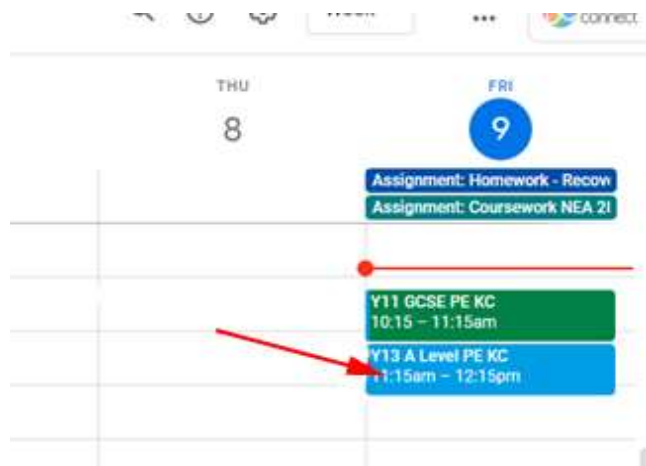 Week
connect
THU
FRI
8
9
Assignment: Homework - Recov
Assignment: Coursework NEA 2I
Y11 GCSE PE KC
10:15 – 11:15am
Y13 A Level PE KC
11:15am – 12:15pm